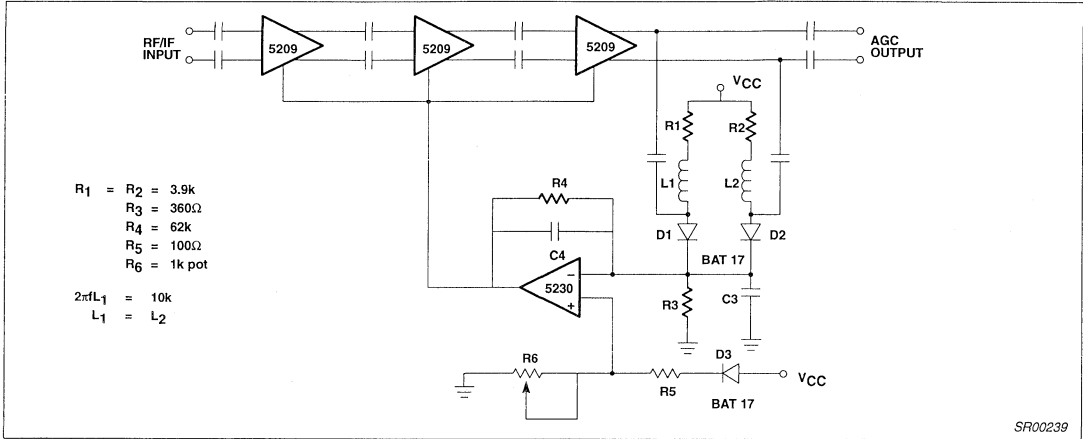 RF/IF
INPUT
5209
5209
5209
AGC
OUTPUT
VCC
R1
R2
L1
L2
R1 = R2 = 3.9k
R3 = 360Ω
R4 = 62k
R5 = 100Ω
R6 = 1k pot
2πfL1 = 10k
L1 = L2
R4
C4
D1
D2
BAT 17
5230
−
+
R3
C3
R6
R5
D3
BAT 17
VCC
SR00239